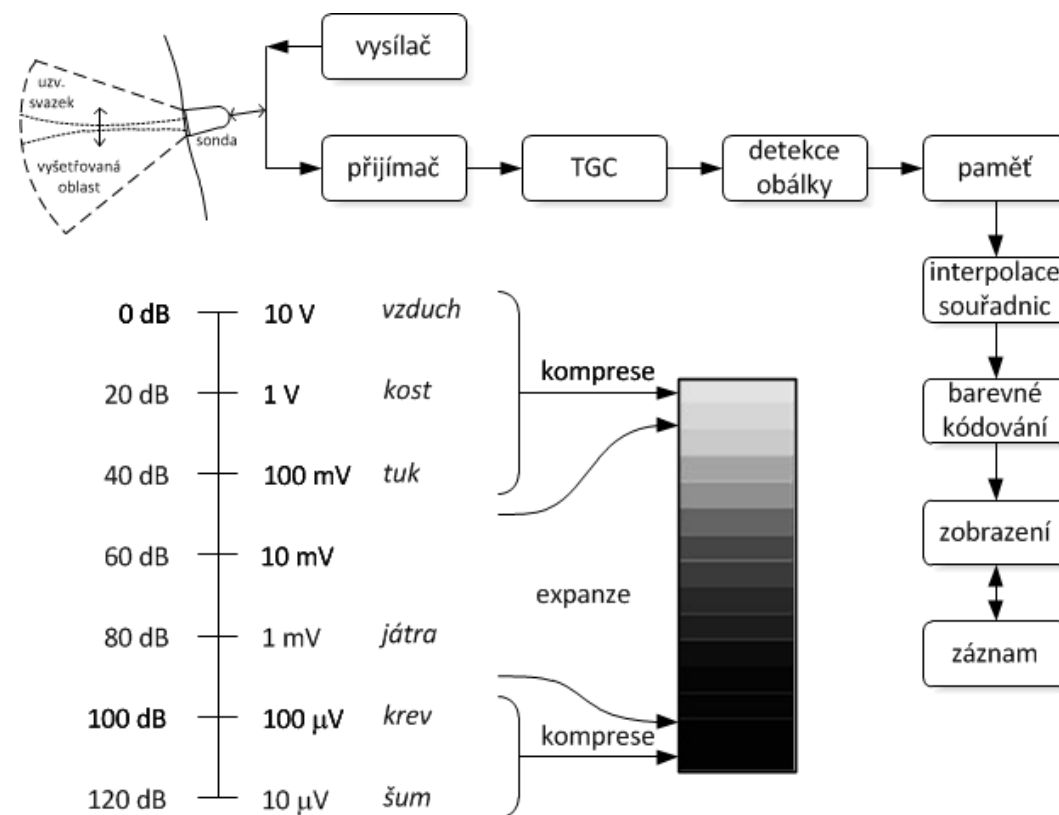 vysílač
uzv.
svazek
sonda
vyšetřovaná
oblast
přijímač
TGC
detekce
obálky
paměť
interpolace
souřadnic
barevné
kódování
zobrazení
záznam
0 dB 10 V vzduch
komprese
20 dB 1 V kost
40 dB 100 mV tuk
60 dB 10 mV
expanze
80 dB 1 mV játra
100 dB 100 μV krev
komprese
120 dB 10 μV šum